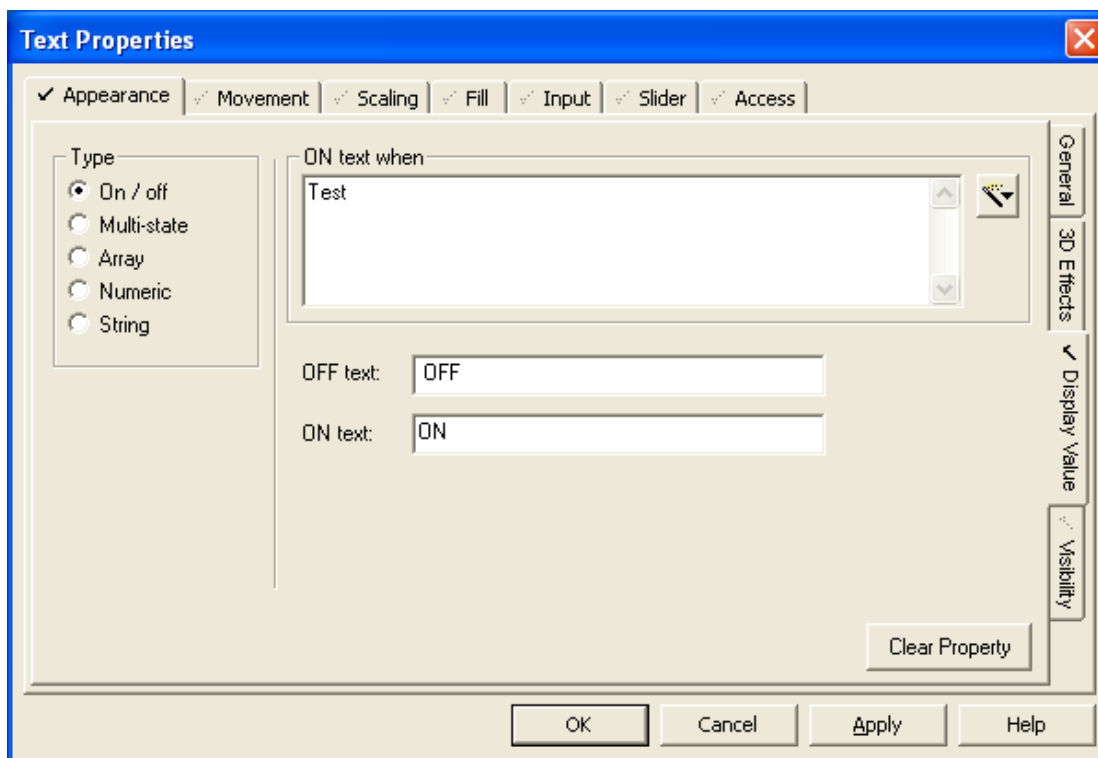 Text Properties
Appearance Movement Scaling Fill Input Slider Access
Type
On / off
Multi-state
Array
Numeric
String
ON text when
Test
OFF text: OFF
ON text: ON
General
3D Effects
Display Value
Visibility
Clear Property
OK Cancel Apply Help